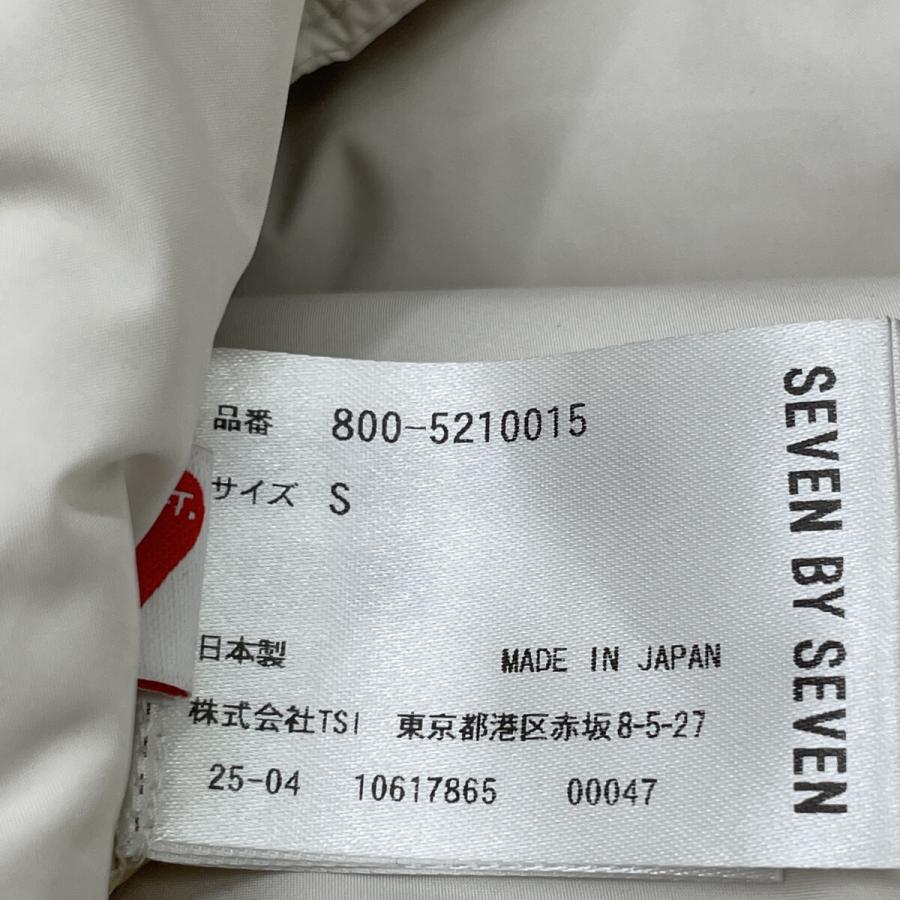 品番 800-5210015
サイズ S
日本製 MADE IN JAPAN
株式会社TSI 東京都港区赤坂8-5-27
25-04 10617865 00047
SEVEN BY SEVEN